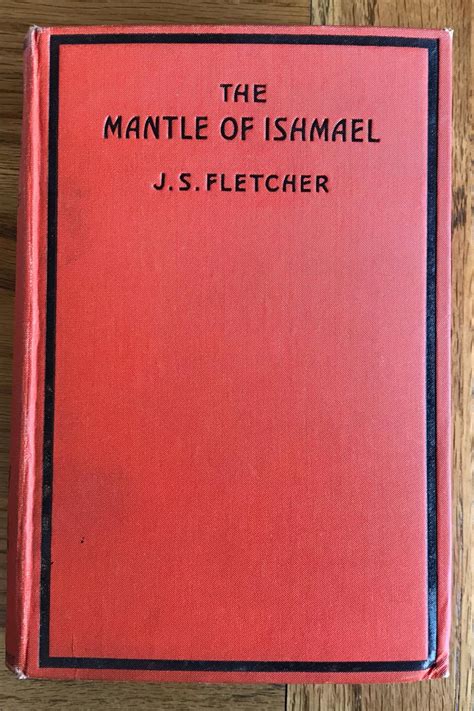 THE
MANTLE OF ISHMAEL
J. S. FLETCHER